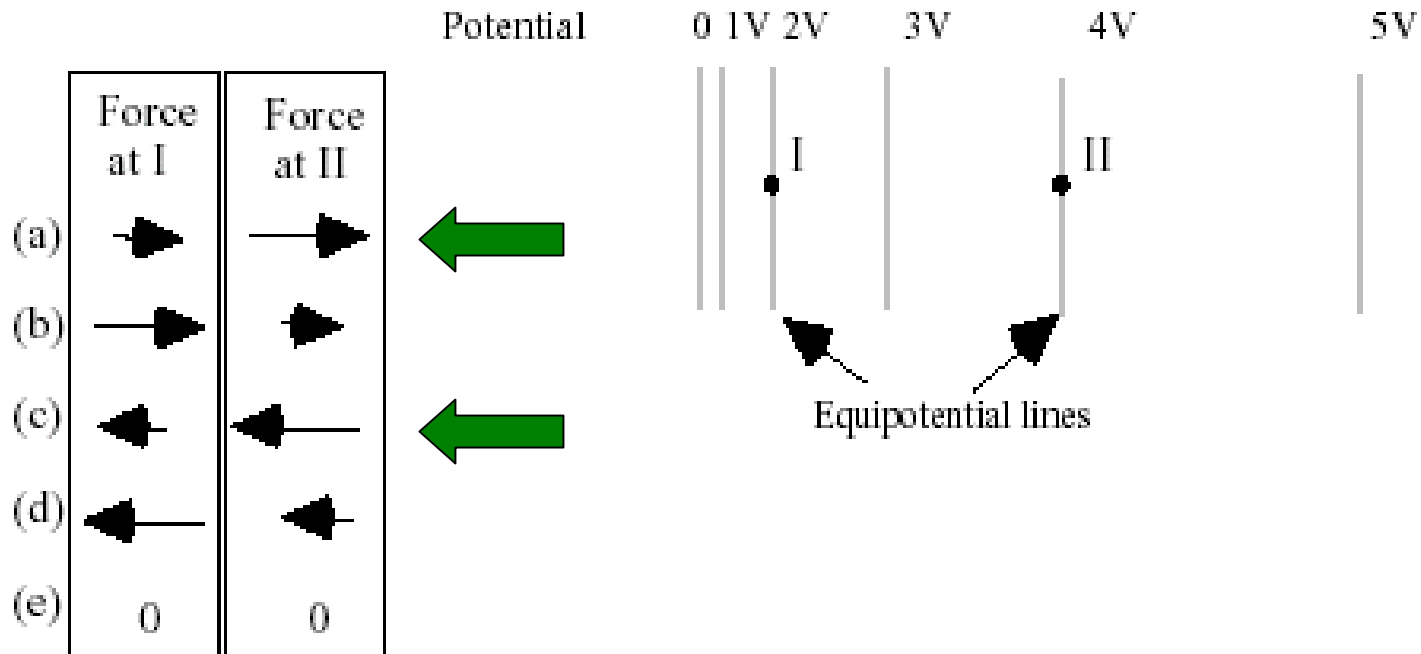 Potential 0 1V 2V 3V 4V 5V
Force at I
Force at II
I
II
(a)
(b)
(c)
(d)
(e) 0 0
Equipotential lines